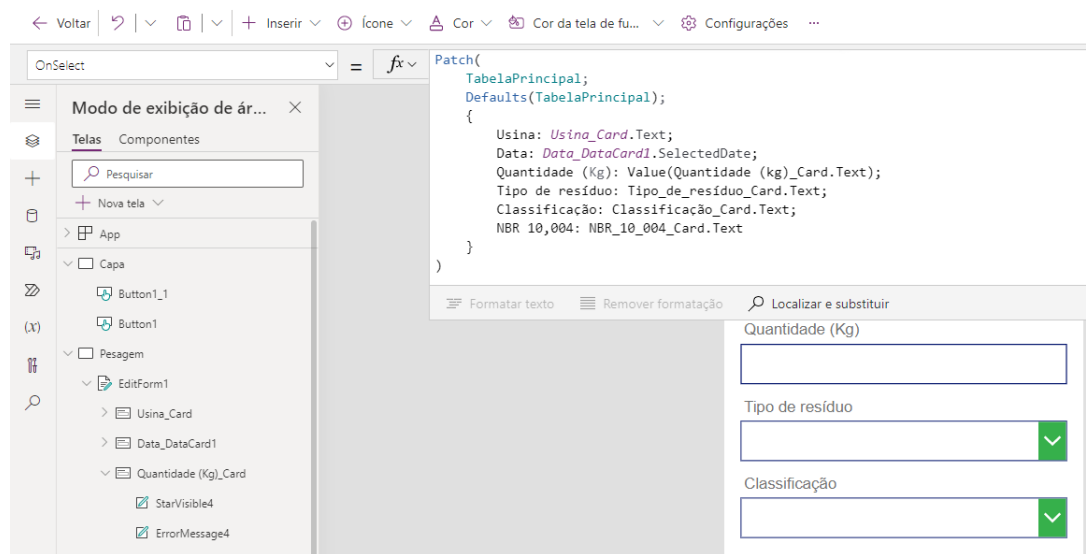 Voltar Inserir Ícone Cor Cor da tela de fu... Configurações ...
OnSelect = fx
Patch(
TabelaPrincipal;
Defaults(TabelaPrincipal);
{
Usina: Usina_Card.Text;
Data: Data_DataCard1.SelectedDate;
Quantidade (Kg): Value(Quantidade (kg)_Card.Text);
Tipo de resíduo: Tipo_de_resíduo_Card.Text;
Classificação: Classificação_Card.Text;
NBR 10,004: NBR_10_004_Card.Text
}
)
Formatar texto Remover formatação Localizar e substituir
Modo de exibição de ár...
Telas Componentes
Pesquisar
Nova tela
App
Capa
Button1_1
Button1
(x)
Pesagem
EditForm1
Usina_Card
Data_DataCard1
Quantidade (Kg)_Card
StarVisible4
ErrorMessage4
Quantidade (Kg)
Tipo de resíduo
Classificação